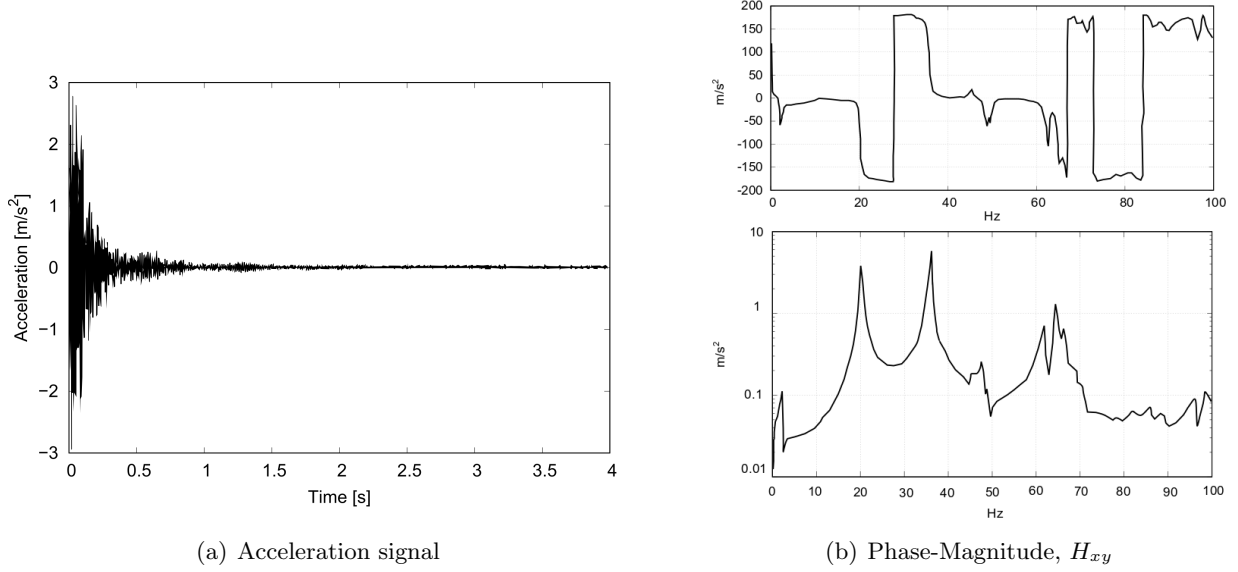 3
2
1
0
−1
−2
−3
Acceleration [m/s²]
0 0.5 1 1.5 2 2.5 3 3.5 4
Time [s]
(a) Acceleration signal
200
150
100
50
0
-50
-100
-150
-200
m/s²
0 20 40 60 80 100
Hz
10
1
0.1
0.01
m/s²
0 10 20 30 40 50 60 70 80 90 100
Hz
(b) Phase-Magnitude, Hxy